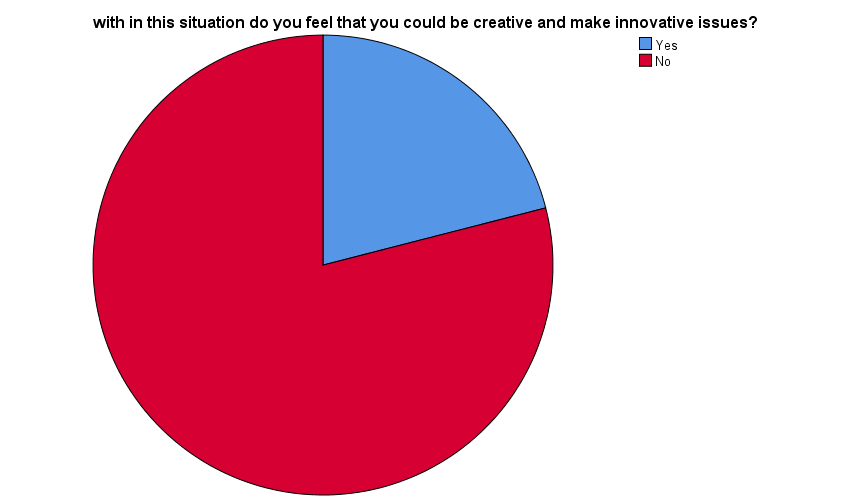 with in this situation do you feel that you could be creative and make innovative issues?
Yes
No